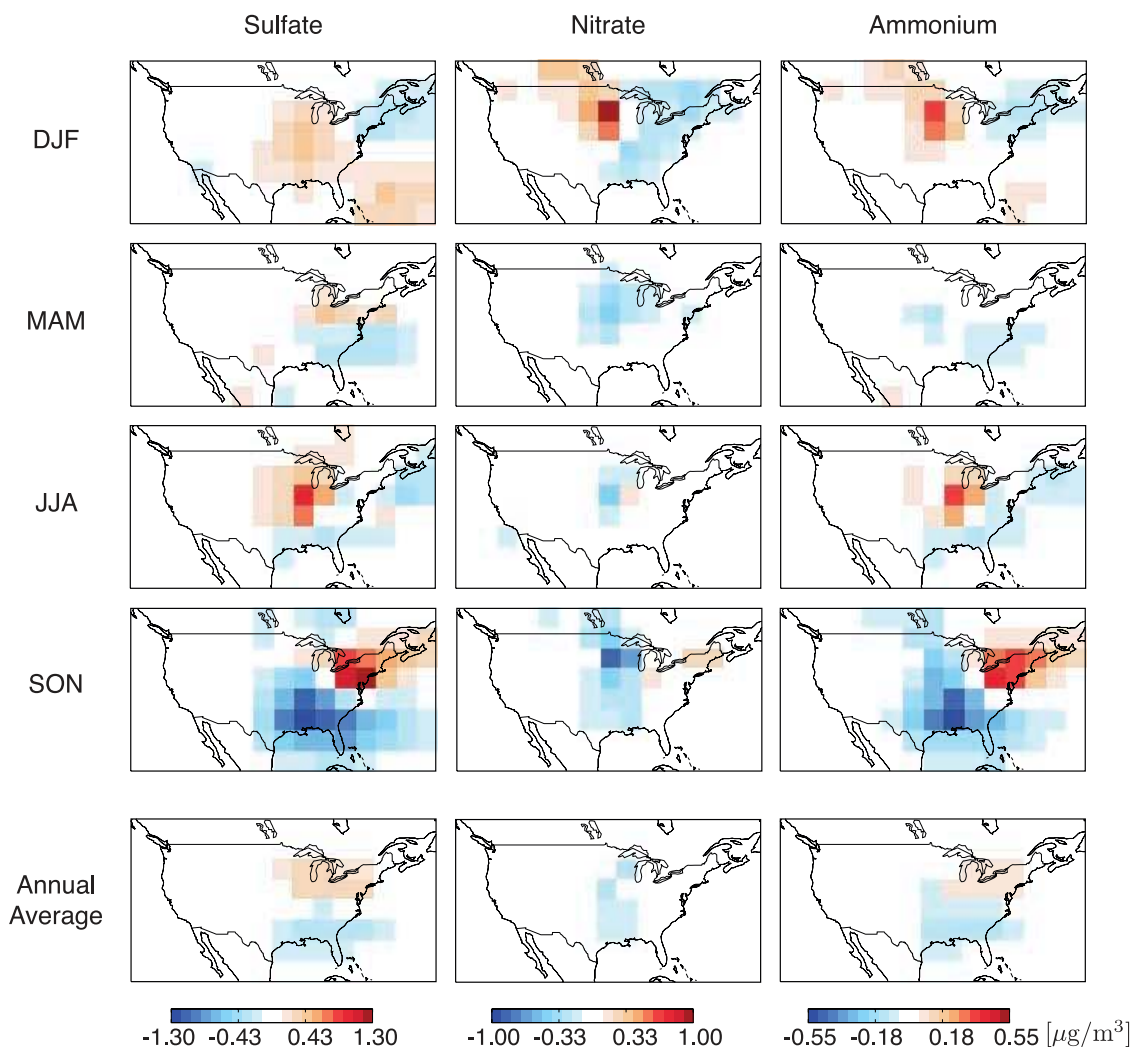 Sulfate Nitrate Ammonium
DJF
MAM
JJA
SON
Annual
Average
-1.30 -0.43 0.43 1.30 -1.00 -0.33 0.33 1.00 -0.55 -0.18 0.18 0.55 [μg/m³]